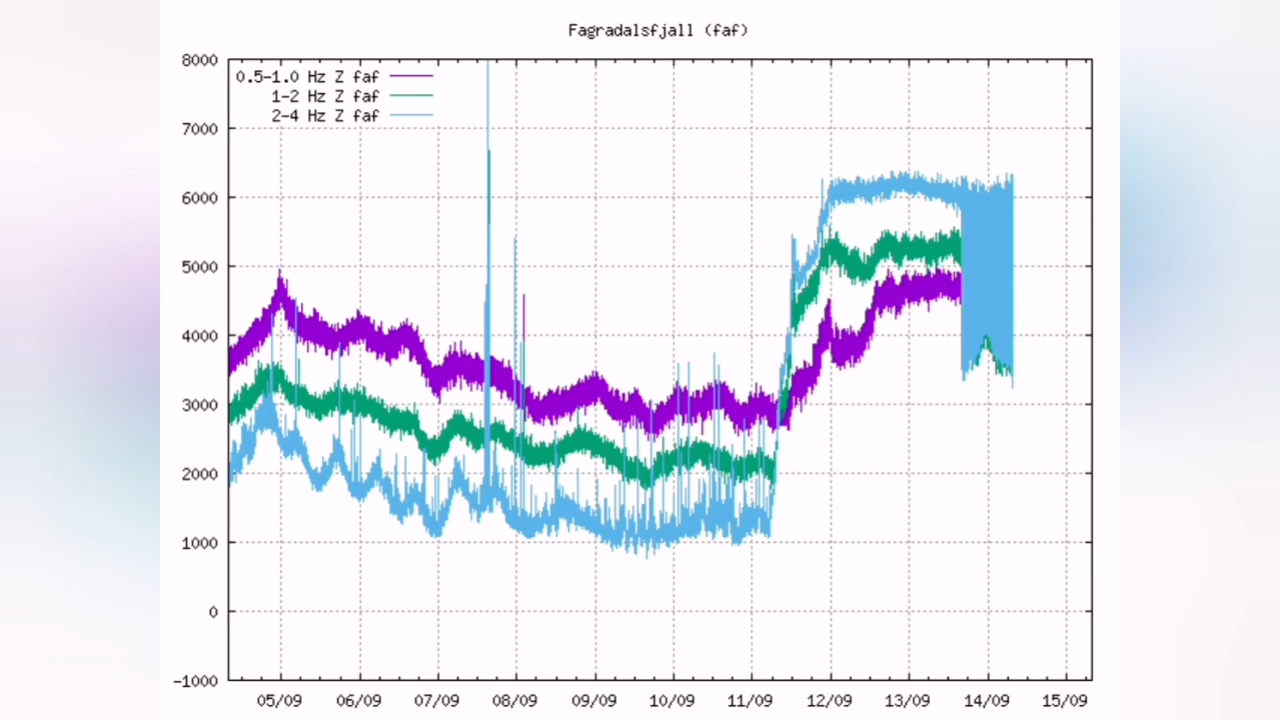 Fagradalsfjall (faf)
0.5-1.0 Hz Z faf
1-2 Hz Z faf
2-4 Hz Z faf
8000
7000
6000
5000
4000
3000
2000
1000
0
-1000
05/09 06/09 07/09 08/09 09/09 10/09 11/09 12/09 13/09 14/09 15/09